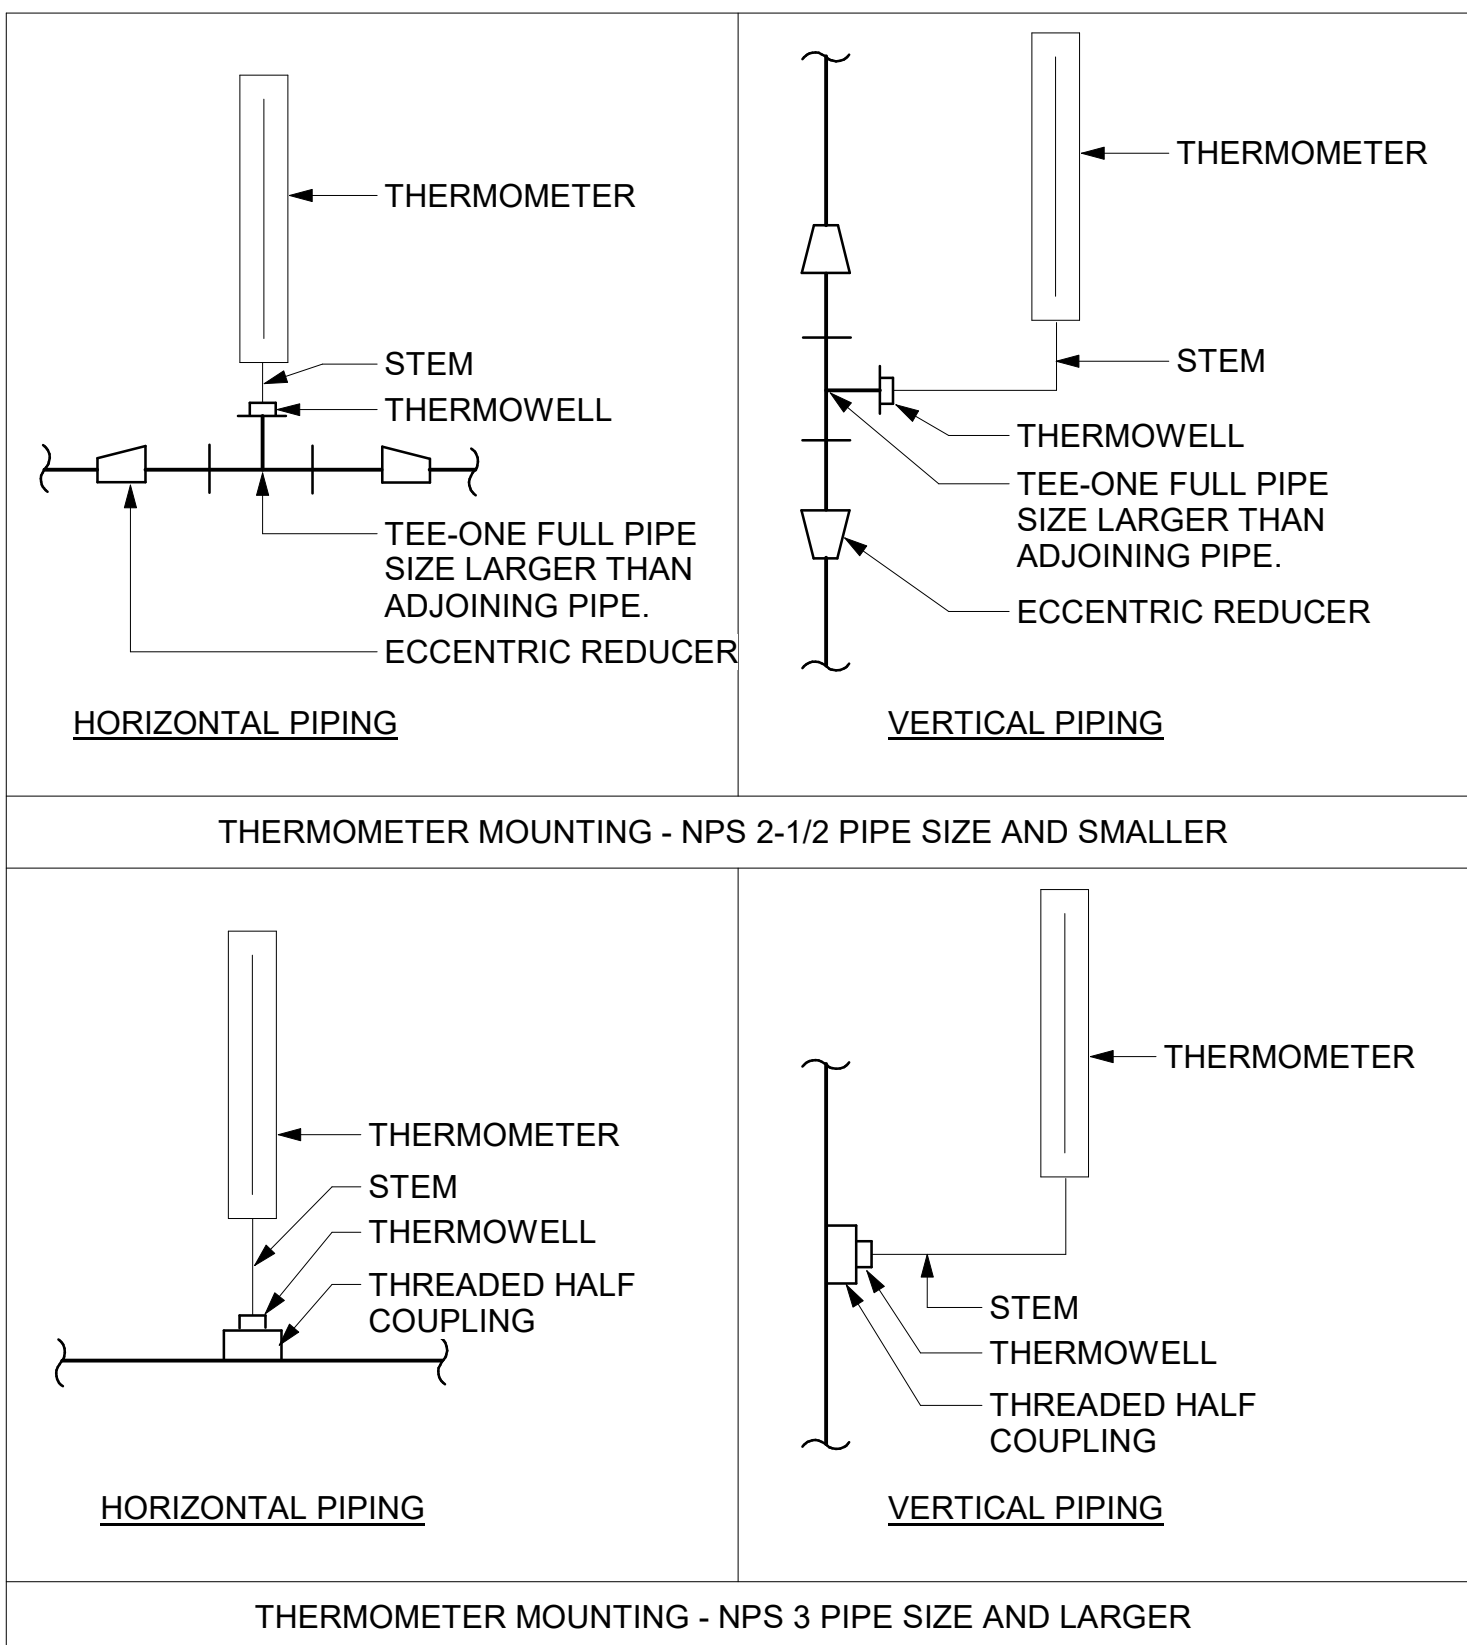 THERMOMETER
STEM
THERMOWELL
TEE-ONE FULL PIPE
SIZE LARGER THAN
ADJOINING PIPE.
ECCENTRIC REDUCER
HORIZONTAL PIPING
THERMOMETER
STEM
THERMOWELL
TEE-ONE FULL PIPE
SIZE LARGER THAN
ADJOINING PIPE.
ECCENTRIC REDUCER
VERTICAL PIPING
THERMOMETER MOUNTING - NPS 2-1/2 PIPE SIZE AND SMALLER
THERMOMETER
STEM
THERMOWELL
THREADED HALF
COUPLING
HORIZONTAL PIPING
THERMOMETER
STEM
THERMOWELL
THREADED HALF
COUPLING
VERTICAL PIPING
THERMOMETER MOUNTING - NPS 3 PIPE SIZE AND LARGER